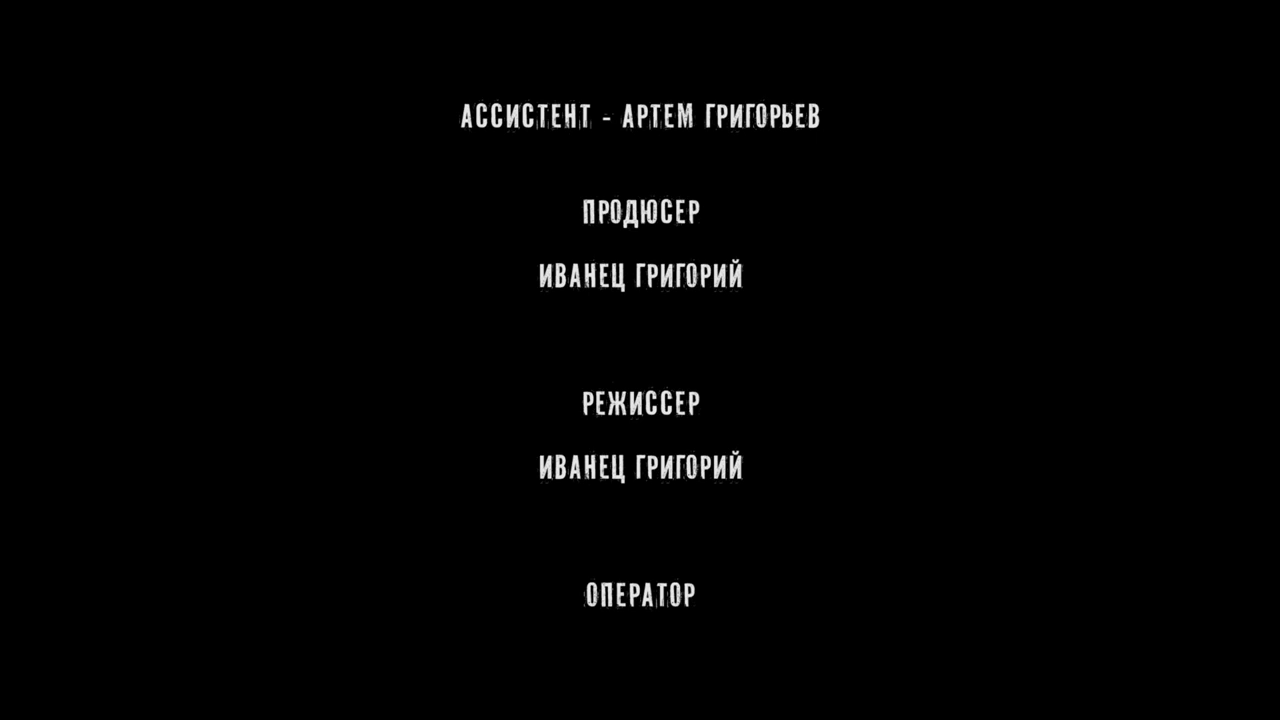 АССИСТЕНТ - АРТЕМ ГРИГОРЬЕВ
ПРОДЮСЕР
ИВАНЕЦ ГРИГОРИЙ
РЕЖИССЕР
ИВАНЕЦ ГРИГОРИЙ
ОПЕРАТОР